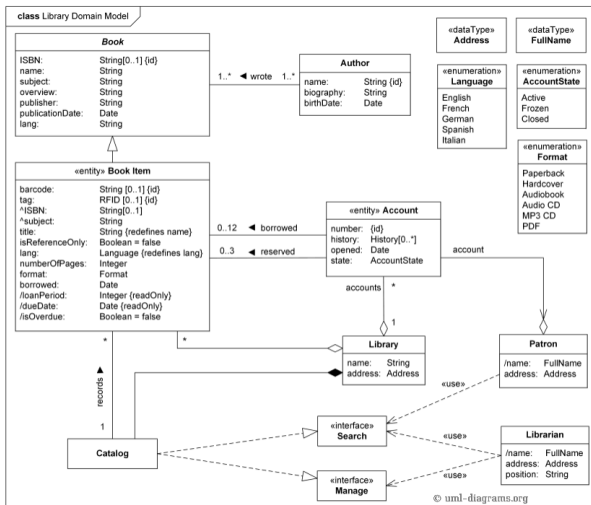 class Library Domain Model
Book
ISBN: String[0..1] {id}
name: String
subject: String
overview: String
publisher: String
publicationDate: Date
lang: String
1..* ◄ wrote 1..*
Author
name: String {id}
biography: String
birthDate: Date
«dataType»
Address
«dataType»
FullName
«enumeration»
Language
English
French
German
Spanish
Italian
«enumeration»
AccountState
Active
Frozen
Closed
«enumeration»
Format
Paperback
Hardcover
Audiobook
Audio CD
MP3 CD
PDF
«entity» Book Item
barcode: String [0..1] {id}
tag: RFID [0..1] {id}
^ISBN: String[0..1]
^subject: String
title: String {redefines name}
isReferenceOnly: Boolean = false
lang: Language {redefines lang}
numberOfPages: Integer
format: Format
borrowed: Date
/loanPeriod: Integer {readOnly}
/dueDate: Date {readOnly}
/isOverdue: Boolean = false
0..12 ◄ borrowed
0..3 ◄ reserved
«entity» Account
number: {id}
history: History[0..*]
opened: Date
state: AccountState
account
accounts *
1
*
*
Library
name: String
address: Address
Patron
/name: FullName
address: Address
records ►
1
Catalog
«use»
«interface»
Search
«use»
«use»
«interface»
Manage
Librarian
/name: FullName
address: Address
position: String
© uml-diagrams.org